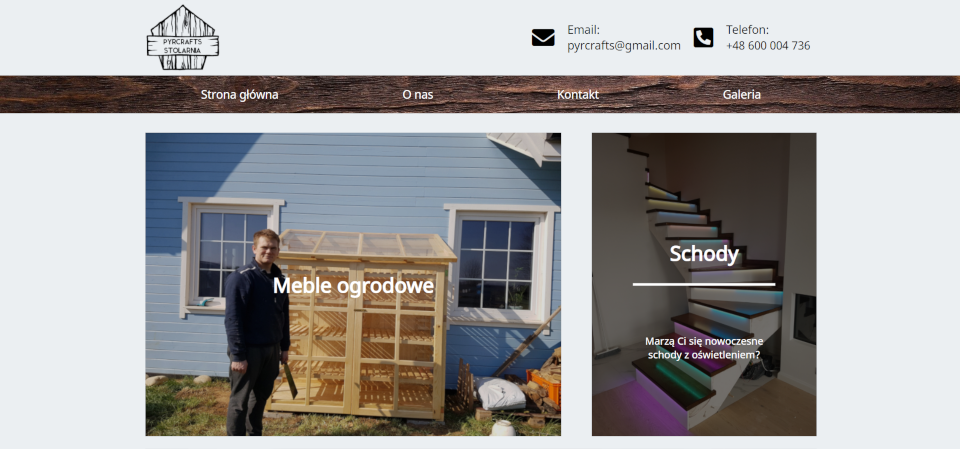 PYRCRAFTS
STOLARNIA
Email:
pyrcrafts@gmail.com
Telefon:
+48 600 004 736
Strona główna
O nas
Kontakt
Galeria
Meble ogrodowe
Schody
Marzą Ci się nowoczesne
schody z oświetleniem?